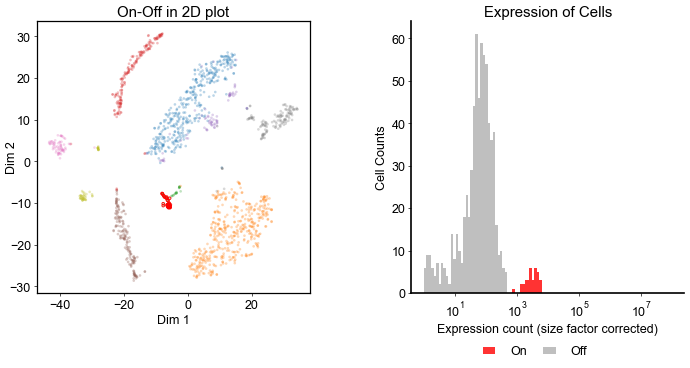 On-Off in 2D plot
Dim 2
30
20
10
0
−10
−20
−30
−40
−20
0
20
Dim 1
Expression of Cells
Cell Counts
60
50
40
30
20
10
0
10^1
10^3
10^5
10^7
Expression count (size factor corrected)
On
Off